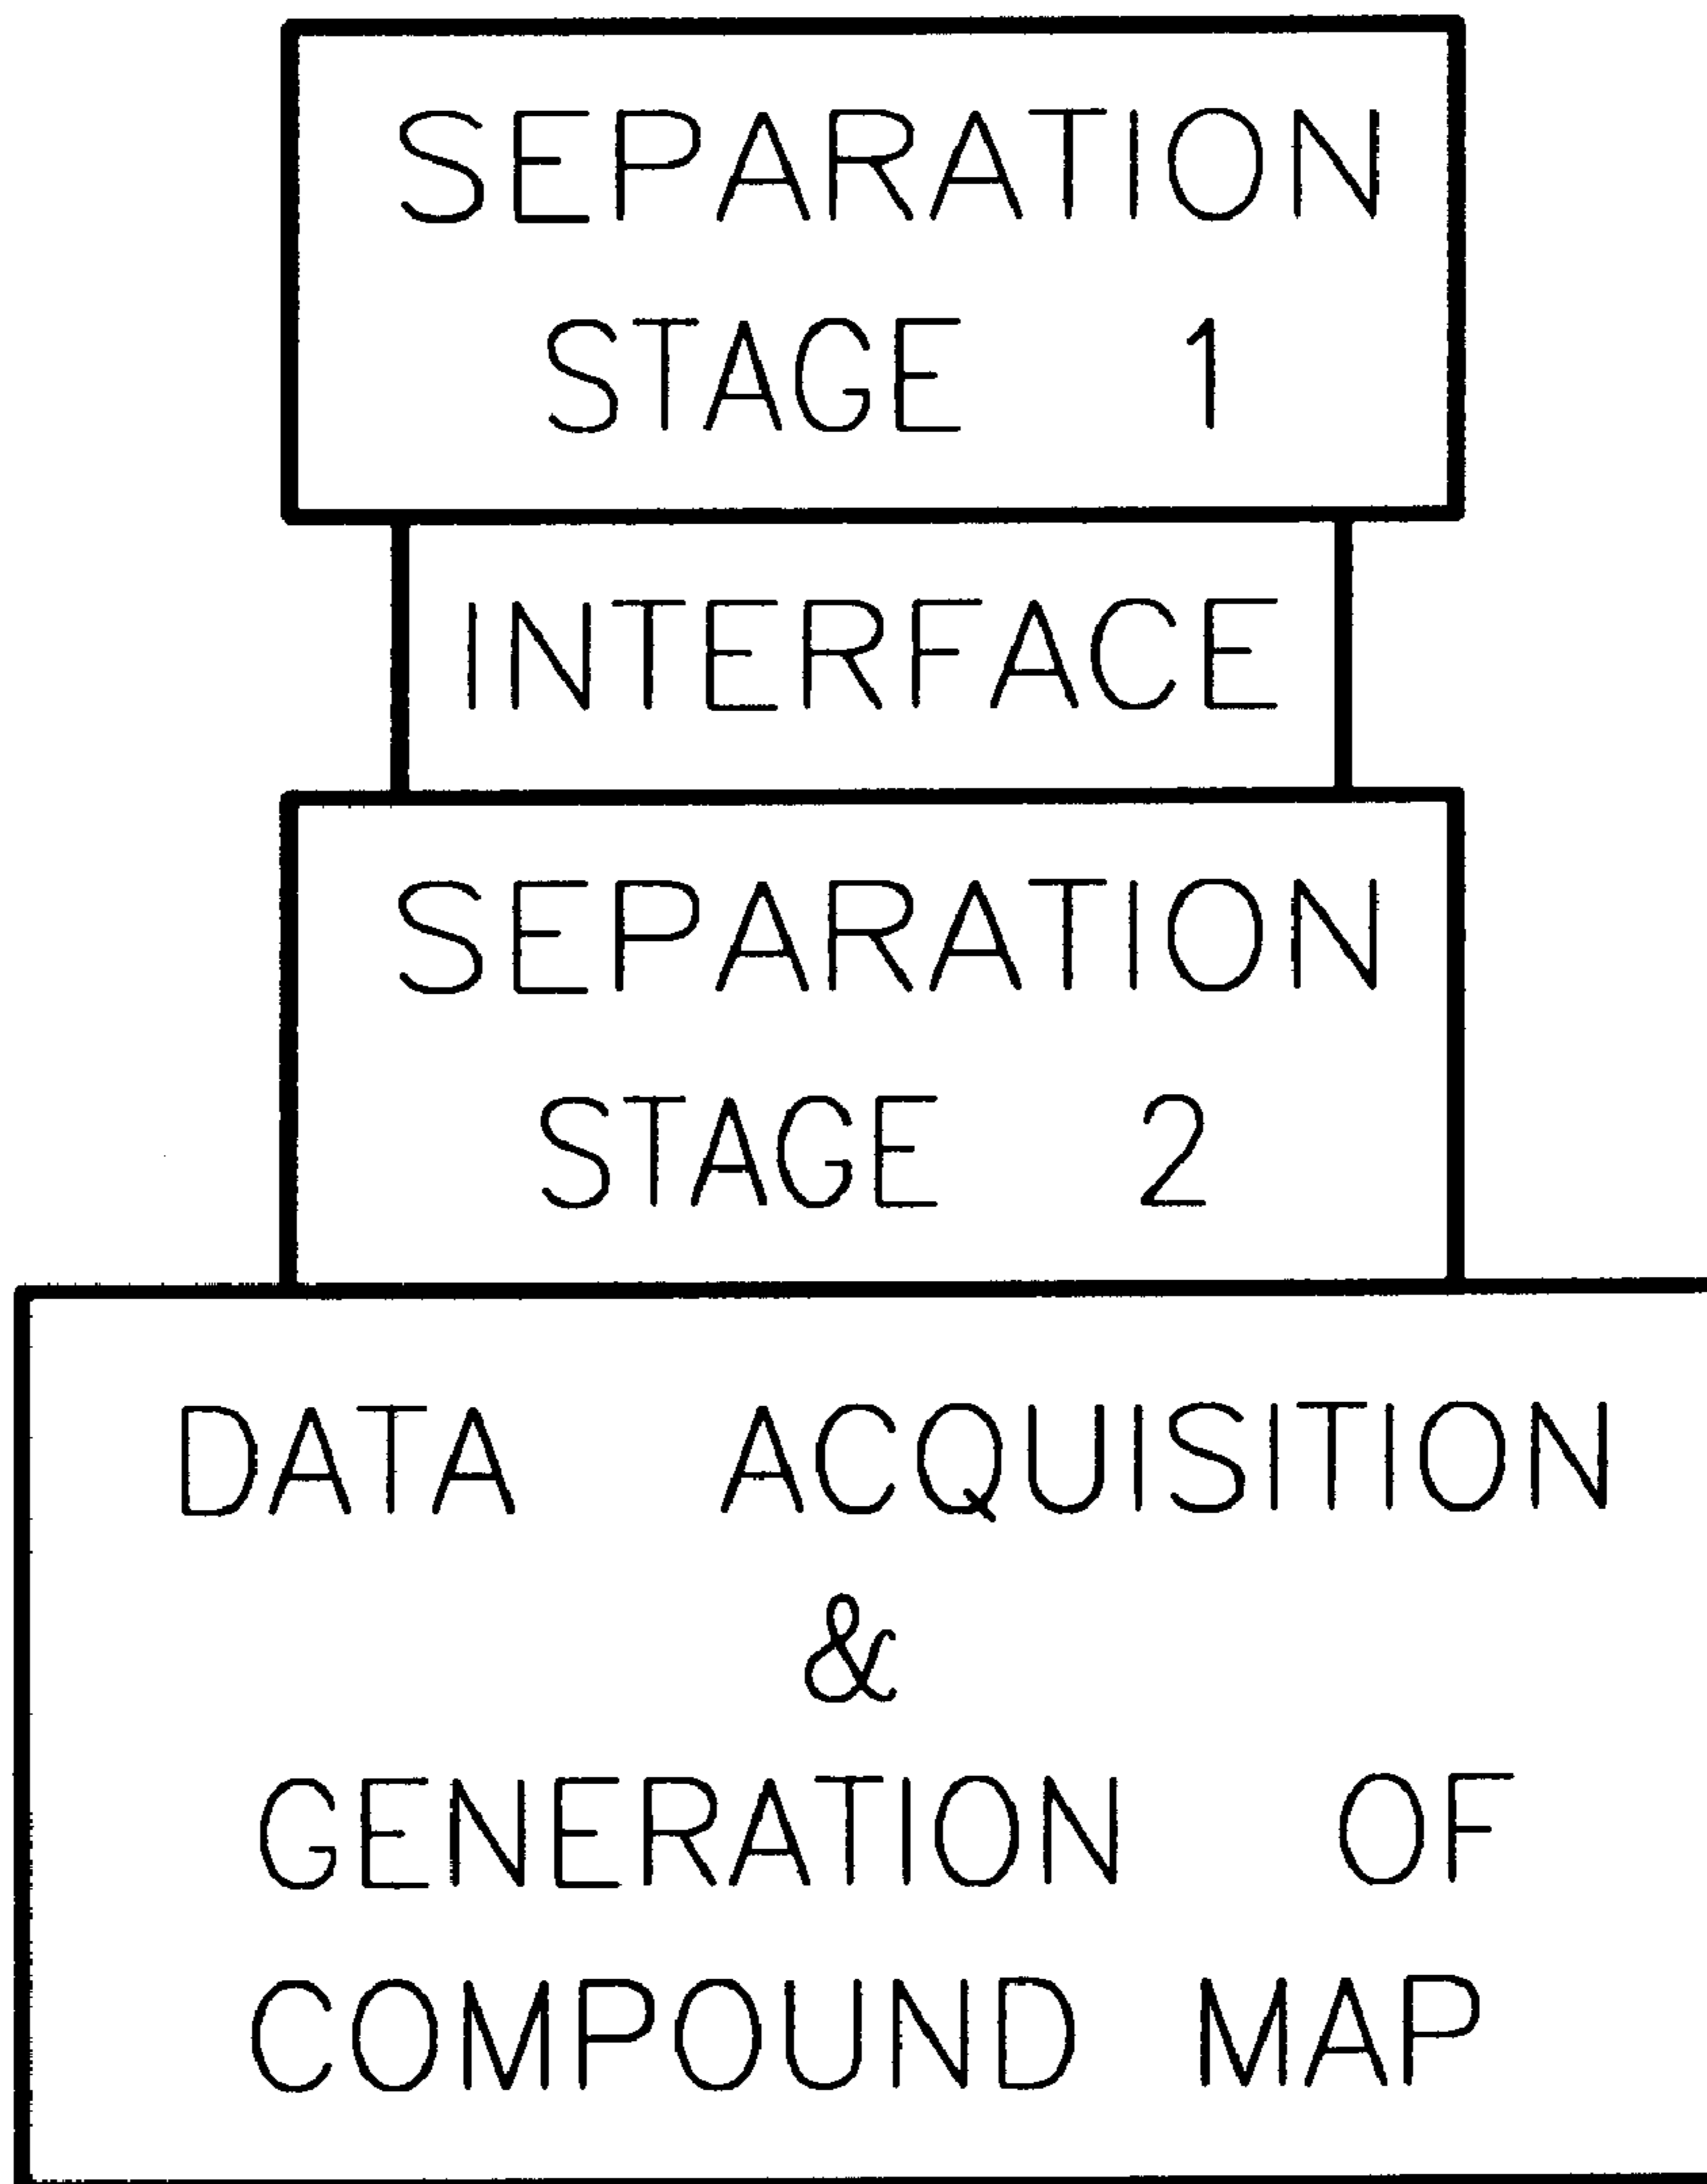 SEPARATION
STAGE 1
INTERFACE
SEPARATION
STAGE 2
DATA ACQUISITION
&
GENERATION OF
COMPOUND MAP